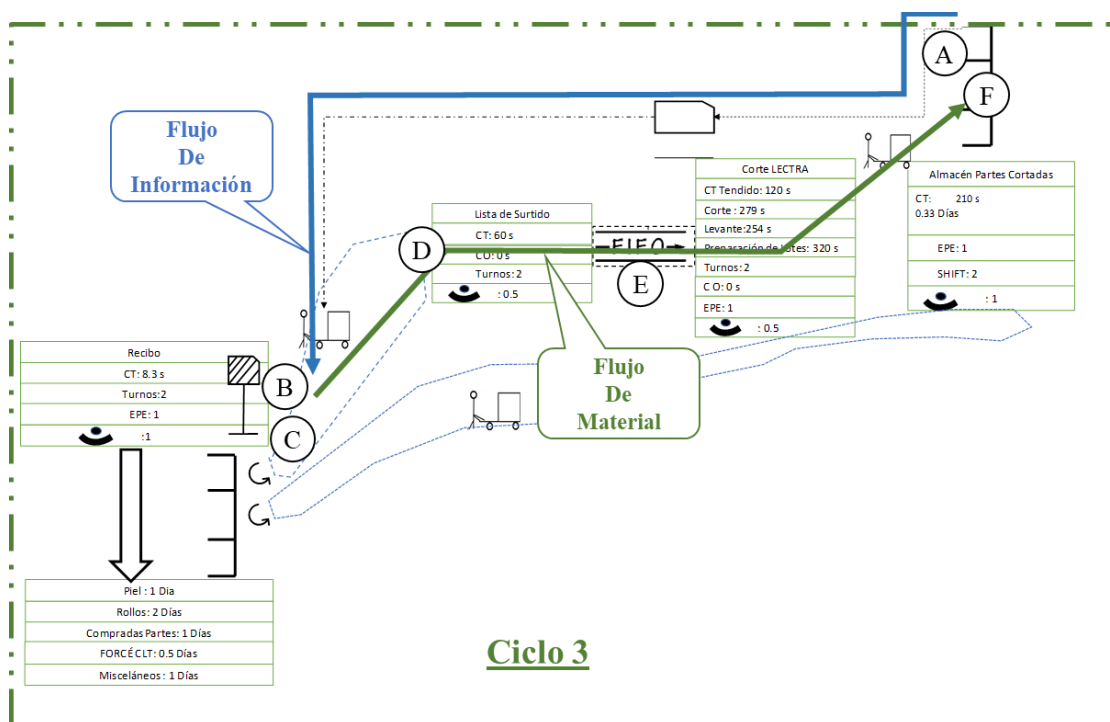 A
F
Flujo
De
Información
Corte LECTRA
CT Tendido: 120 s
Corte : 279 s
Levante:254 s
Preparación de Lotes: 320 s
Turnos: 2
C O: 0 s
EPE: 1
: 0.5
Almacén Partes Cortadas
CT: 210 s
0.33 Días
EPE: 1
SHIFT: 2
: 1
Lista de Surtido
CT: 60 s
CO: 0 s
Turnos: 2
: 0.5
D
FIFO
E
Recibo
CT: 8.3 s
Turnos:2
EPE: 1
:1
B
C
Flujo
De
Material
Piel : 1 Dia
Rollos: 2 Días
Compradas Partes: 1 Días
FORCÉ CLT: 0.5 Días
Misceláneos : 1 Días
Ciclo 3